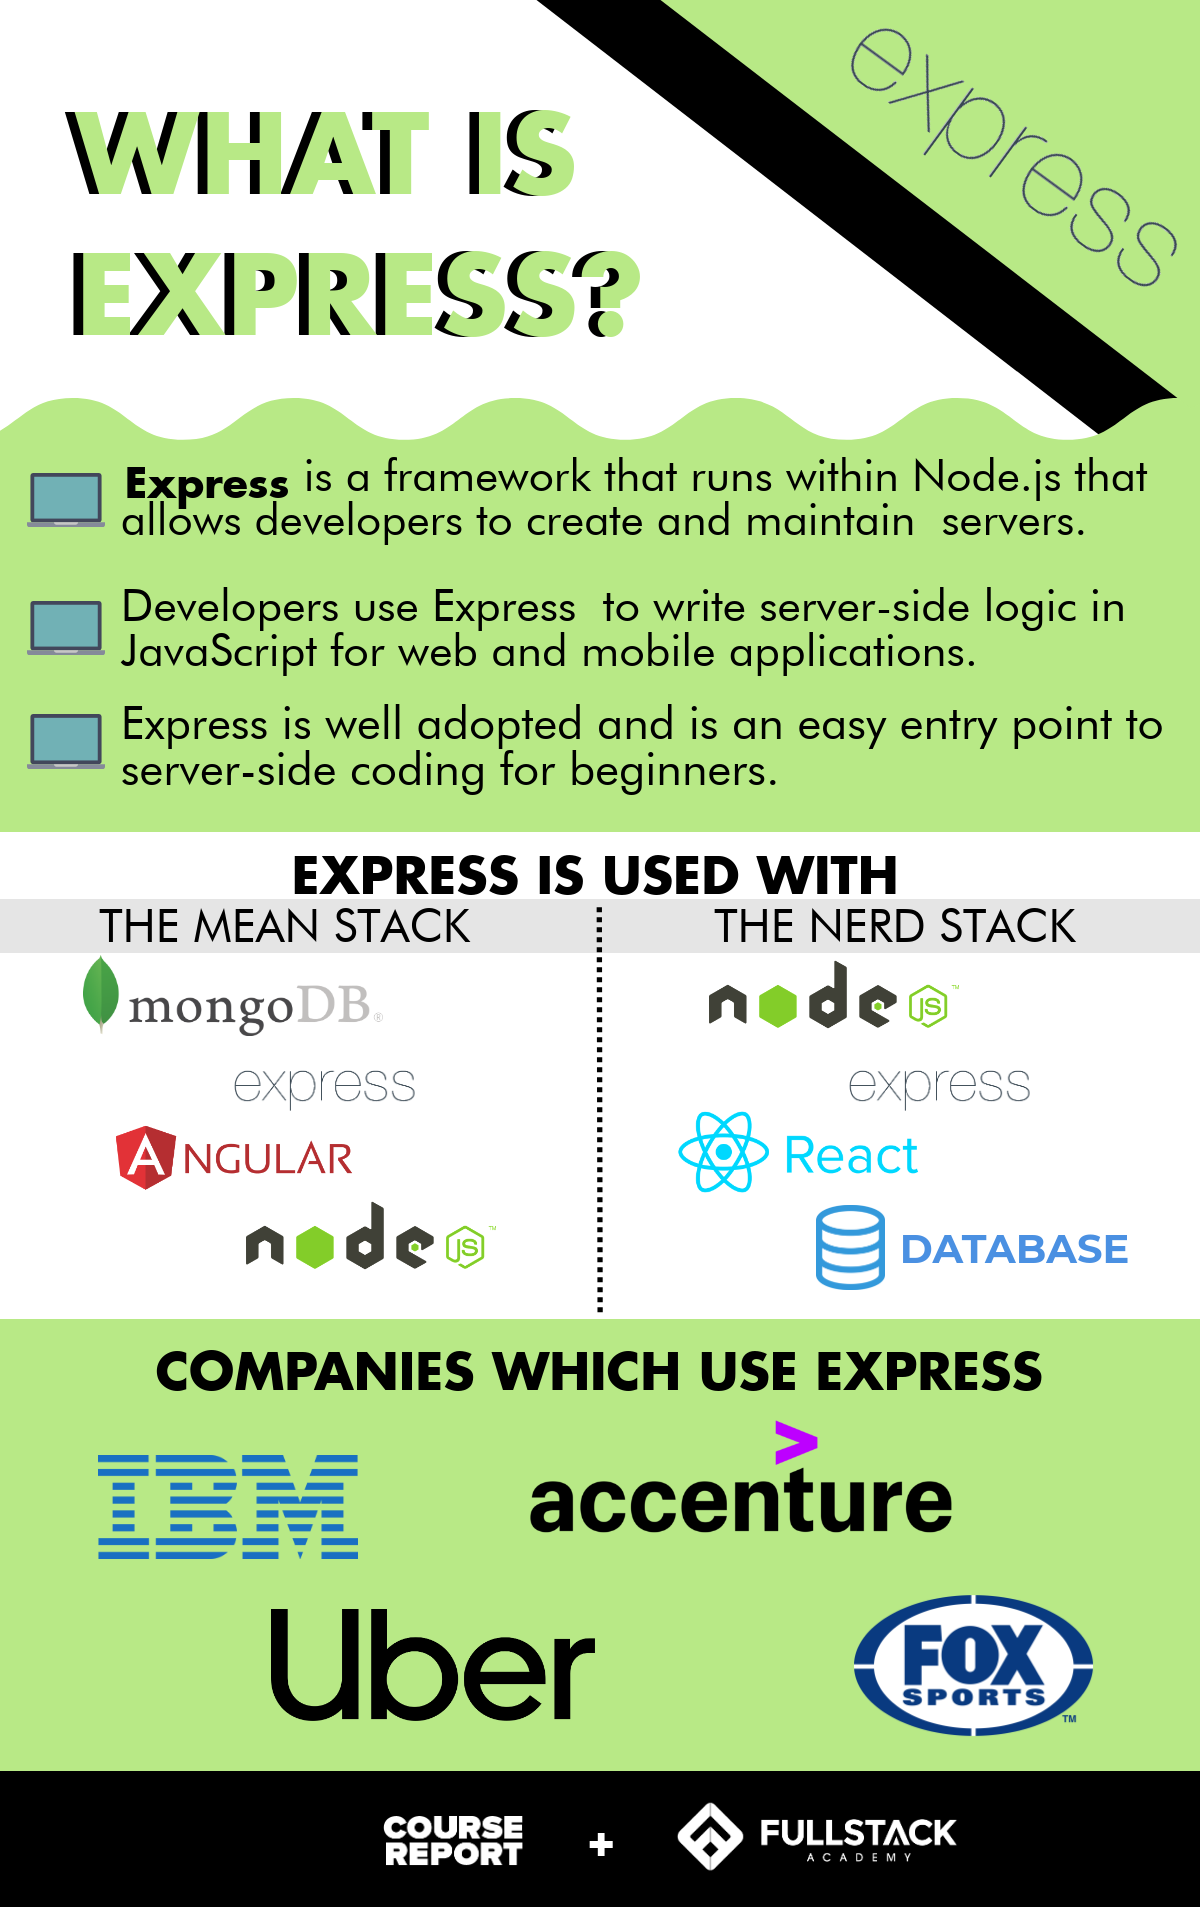 WHAT IS
EXPRESS?
express
Express is a framework that runs within Node.js that
allows developers to create and maintain servers.
Developers use Express to write server-side logic in
JavaScript for web and mobile applications.
Express is well adopted and is an easy entry point to
server-side coding for beginners.
EXPRESS IS USED WITH
THE MEAN STACK
mongoDB®
express
ANGULAR
node JS™
THE NERD STACK
node JS™
express
React
DATABASE
COMPANIES WHICH USE EXPRESS
IBM
>
accenture
Uber
FOX
SPORTS
TM
COURSE
REPORT
+
FULLSTACK
ACADEMY